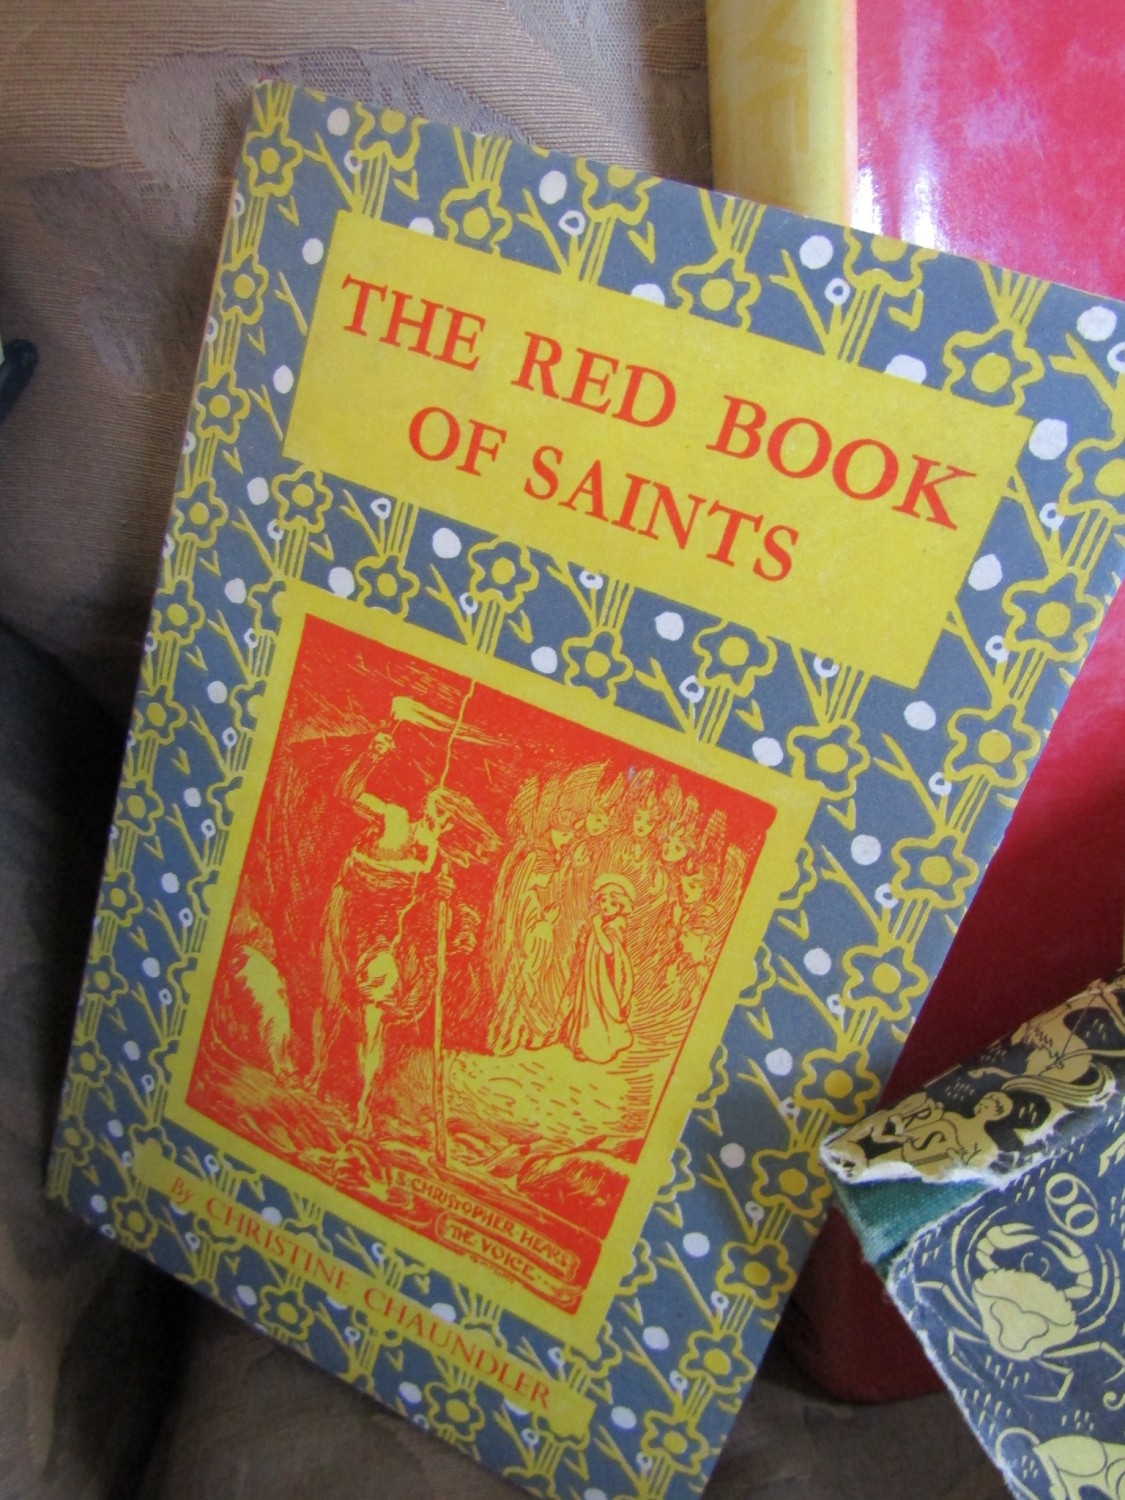 THE RED BOOK
OF SAINTS
S. CHRISTOPHER HEARS
THE VOICE
By CHRISTINE CHAUNDLER